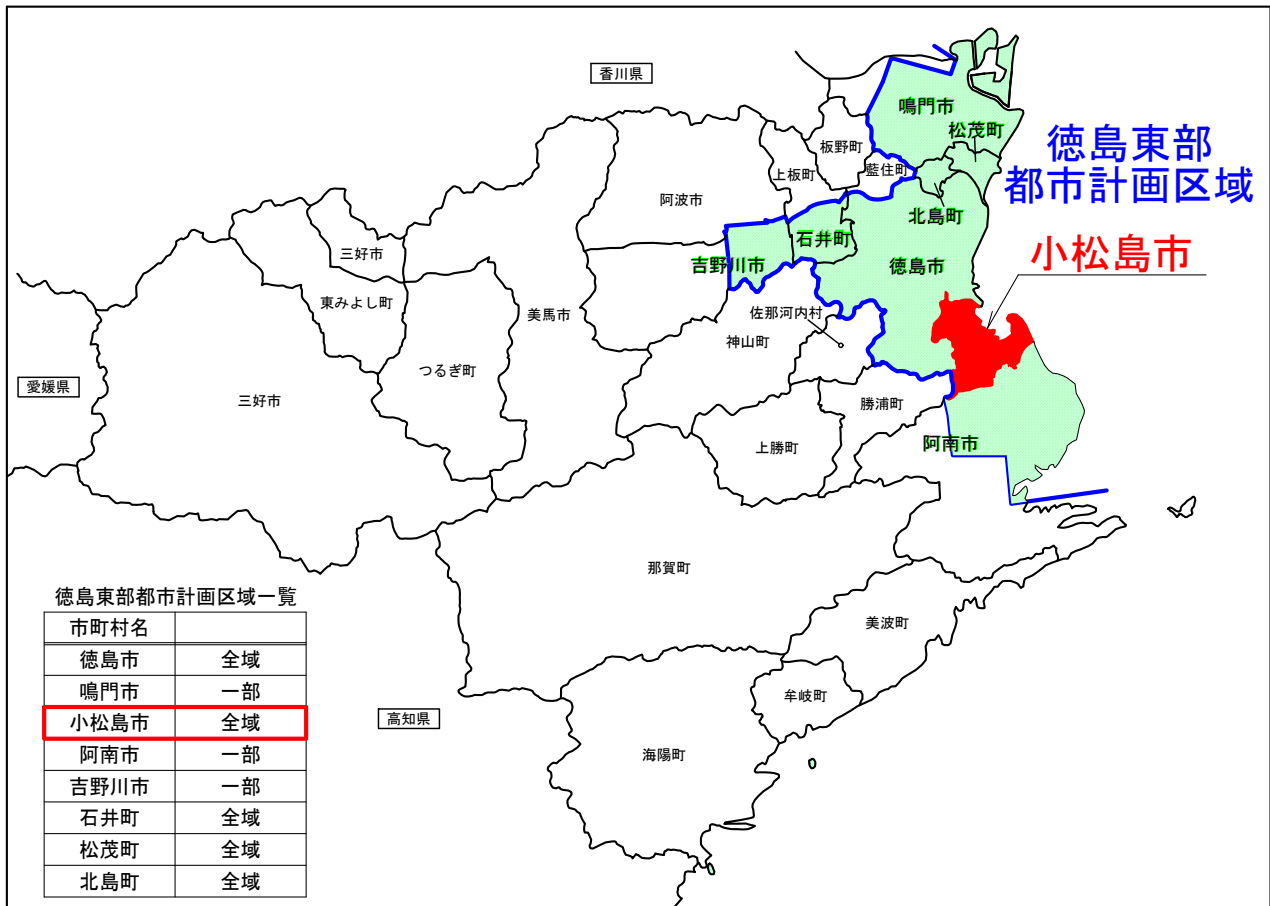 香川県
鳴門市
松茂町
徳島東部
都市計画区域
板野町
藍住町
上板町
阿波市
北島町
石井町
小松島市
吉野川市
徳島市
三好市
東みよし町
美馬市
佐那河内村
神山町
つるぎ町
愛媛県
三好市
勝浦町
上勝町
阿南市
那賀町
美波町
牟岐町
高知県
海陽町
徳島東部都市計画区域一覧
市町村名
徳島市 全域
鳴門市 一部
小松島市 全域
阿南市 一部
吉野川市 一部
石井町 全域
松茂町 全域
北島町 全域